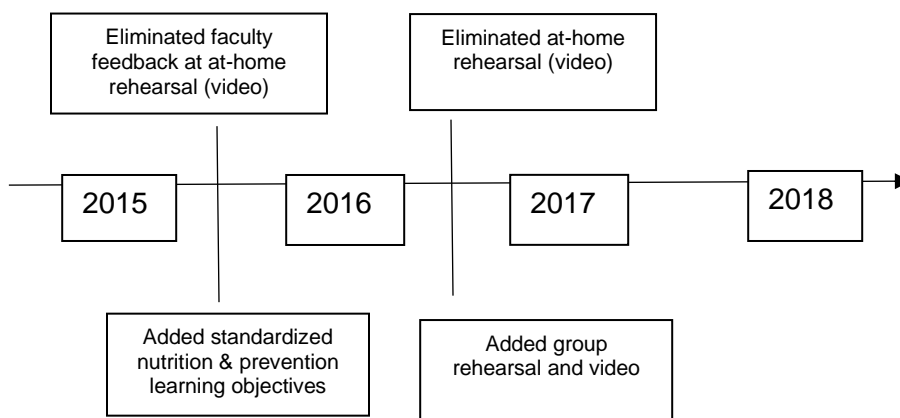 Eliminated faculty
feedback at at-home
rehearsal (video)
Eliminated at-home
rehearsal (video)
2015
2016
2017
2018
Added standardized
nutrition & prevention
learning objectives
Added group
rehearsal and video